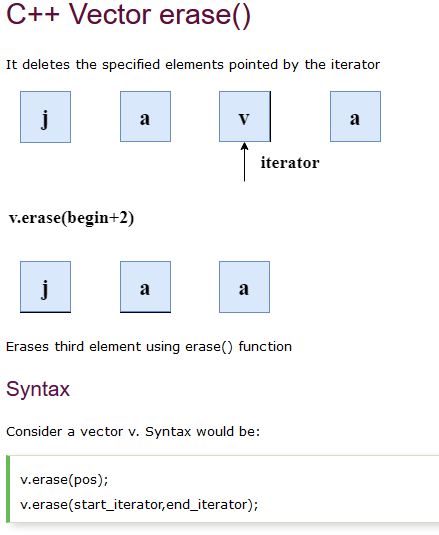 C++ Vector erase()
It deletes the specified elements pointed by the iterator
j a v a
iterator
v.erase(begin+2)
j a a
Erases third element using erase() function
Syntax
Consider a vector v. Syntax would be:
v.erase(pos);
v.erase(start_iterator,end_iterator);